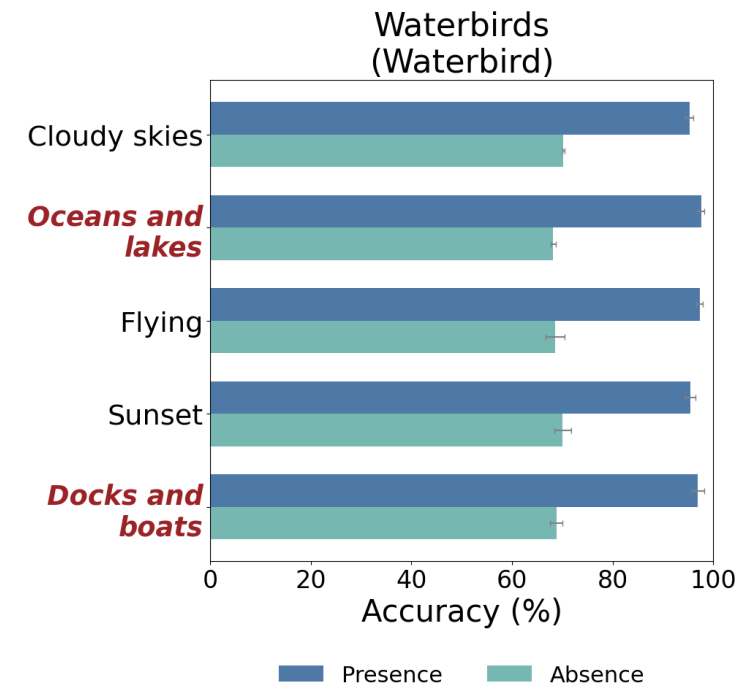 Waterbirds
(Waterbird)
Cloudy skies
Oceans and
lakes
Flying
Sunset
Docks and
boats
0 20 40 60 80 100
Accuracy (%)
Presence Absence